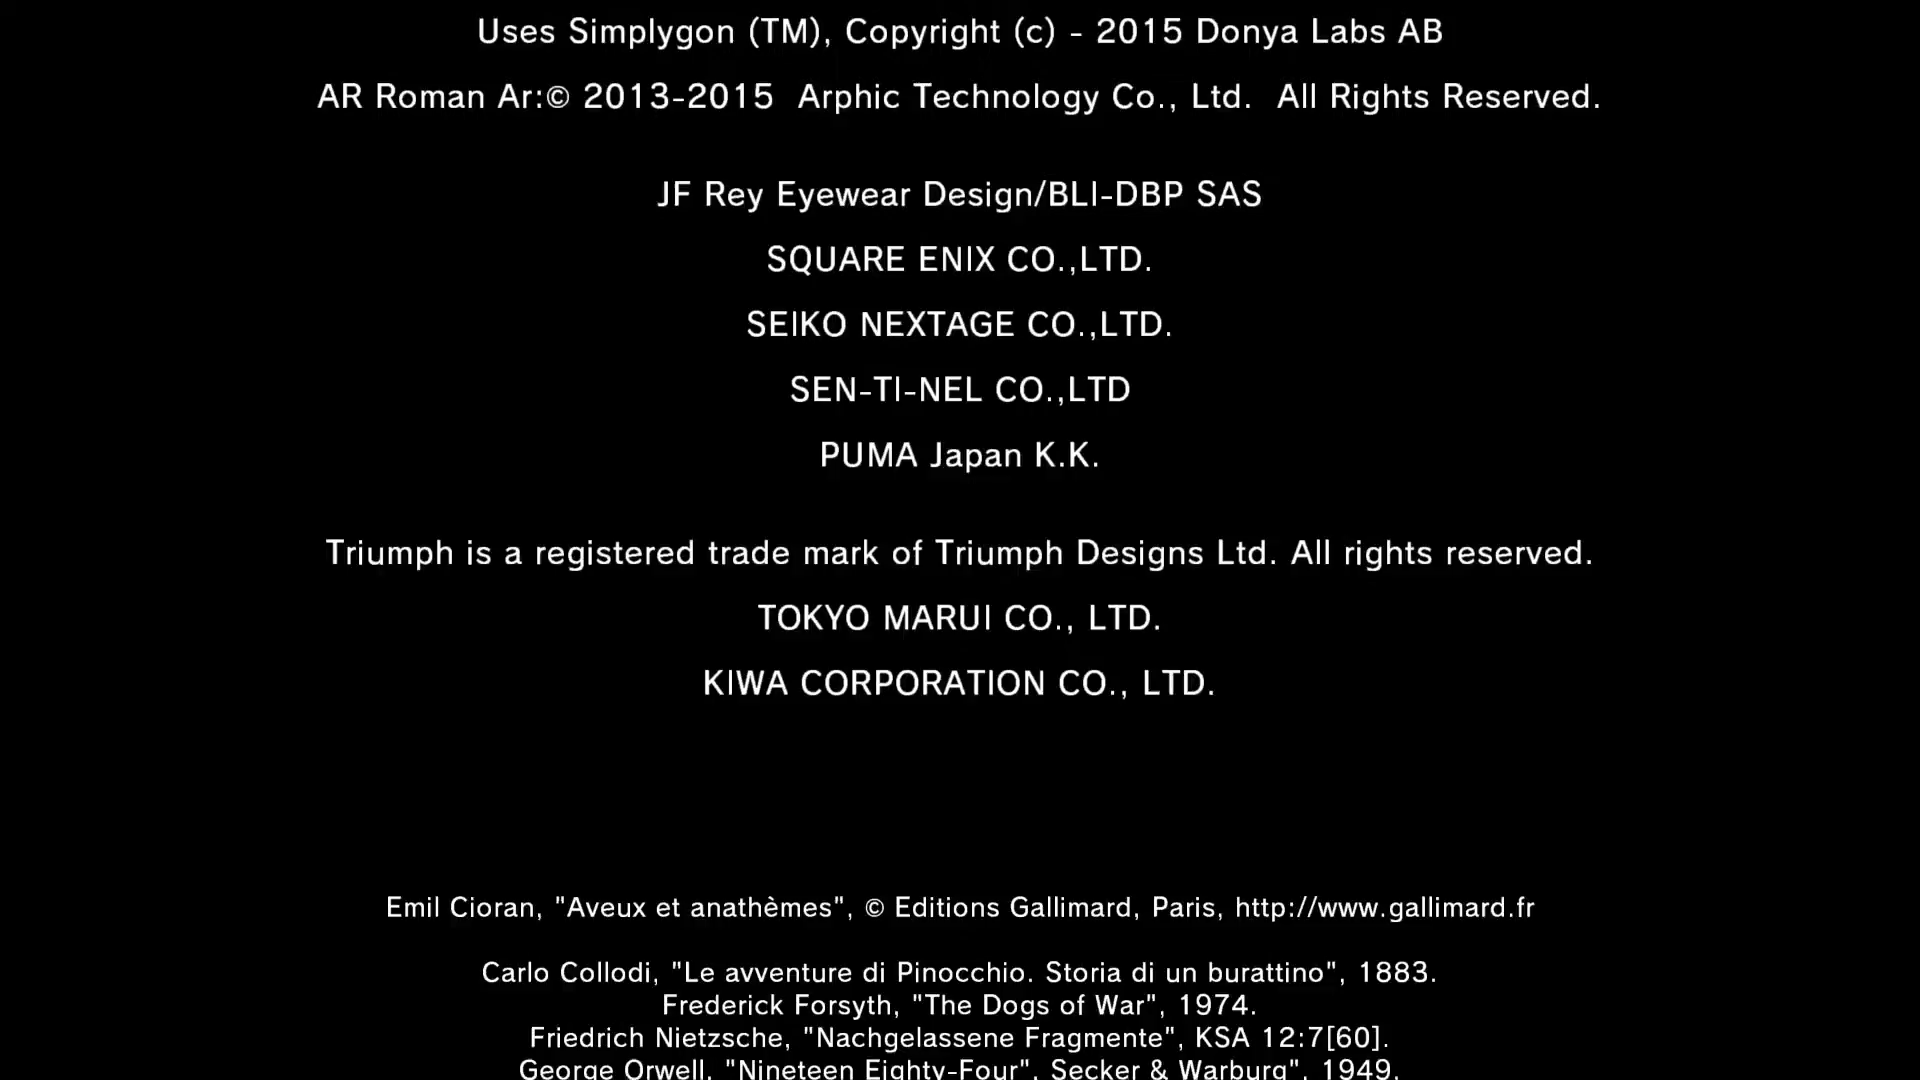 Uses Simplygon (TM), Copyright (c) - 2015 Donya Labs AB
AR Roman Ar:© 2013-2015  Arphic Technology Co., Ltd.  All Rights Reserved.
JF Rey Eyewear Design/BLI-DBP SAS
SQUARE ENIX CO.,LTD.
SEIKO NEXTAGE CO.,LTD.
SEN-TI-NEL CO.,LTD
PUMA Japan K.K.
Triumph is a registered trade mark of Triumph Designs Ltd. All rights reserved.
TOKYO MARUI CO., LTD.
KIWA CORPORATION CO., LTD.
Emil Cioran, "Aveux et anathèmes", © Editions Gallimard, Paris, http://www.gallimard.fr
Carlo Collodi, "Le avventure di Pinocchio. Storia di un burattino", 1883.
Frederick Forsyth, "The Dogs of War", 1974.
Friedrich Nietzsche, "Nachgelassene Fragmente", KSA 12:7[60].
George Orwell, "Nineteen Eighty-Four", Secker & Warburg", 1949.